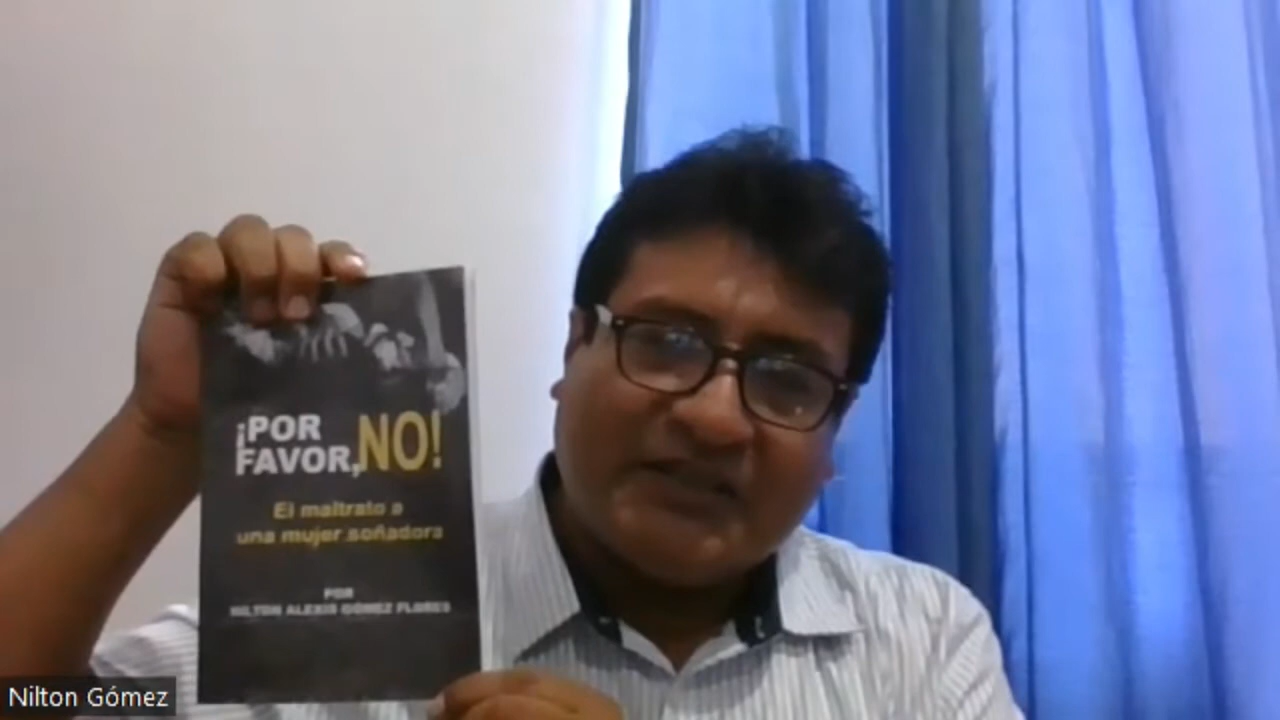 ¡POR
FAVOR, NO!
El maltrato a
una mujer soñadora
POR
NILTON ALEXIS GÓMEZ FLORES
Nilton Gómez